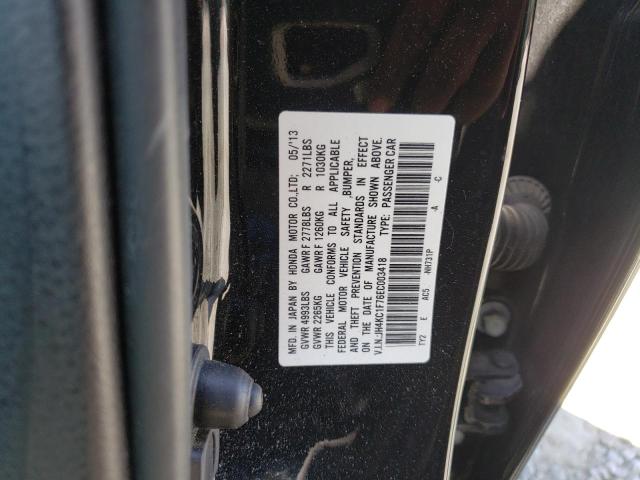 MFD. IN JAPAN BY HONDA MOTOR CO.,LTD; 05/'13
GVWR 4993LBS GAWR F 2778LBS R 2271LBS
GVWR 2265KG GAWR F 1260KG R 1030KG
THIS VEHICLE CONFORMS TO ALL APPLICABLE
FEDERAL MOTOR VEHICLE SAFETY ,BUMPER,
AND THEFT PREVENTION STANDARDS IN EFFECT
ON THE DATE OF MANUFACTURE SHOWN ABOVE.
V.I.N.:JH4KC1F76EC003418 TYPE: PASSENGER CAR
TY2 E AC5 -NH731P -A -C